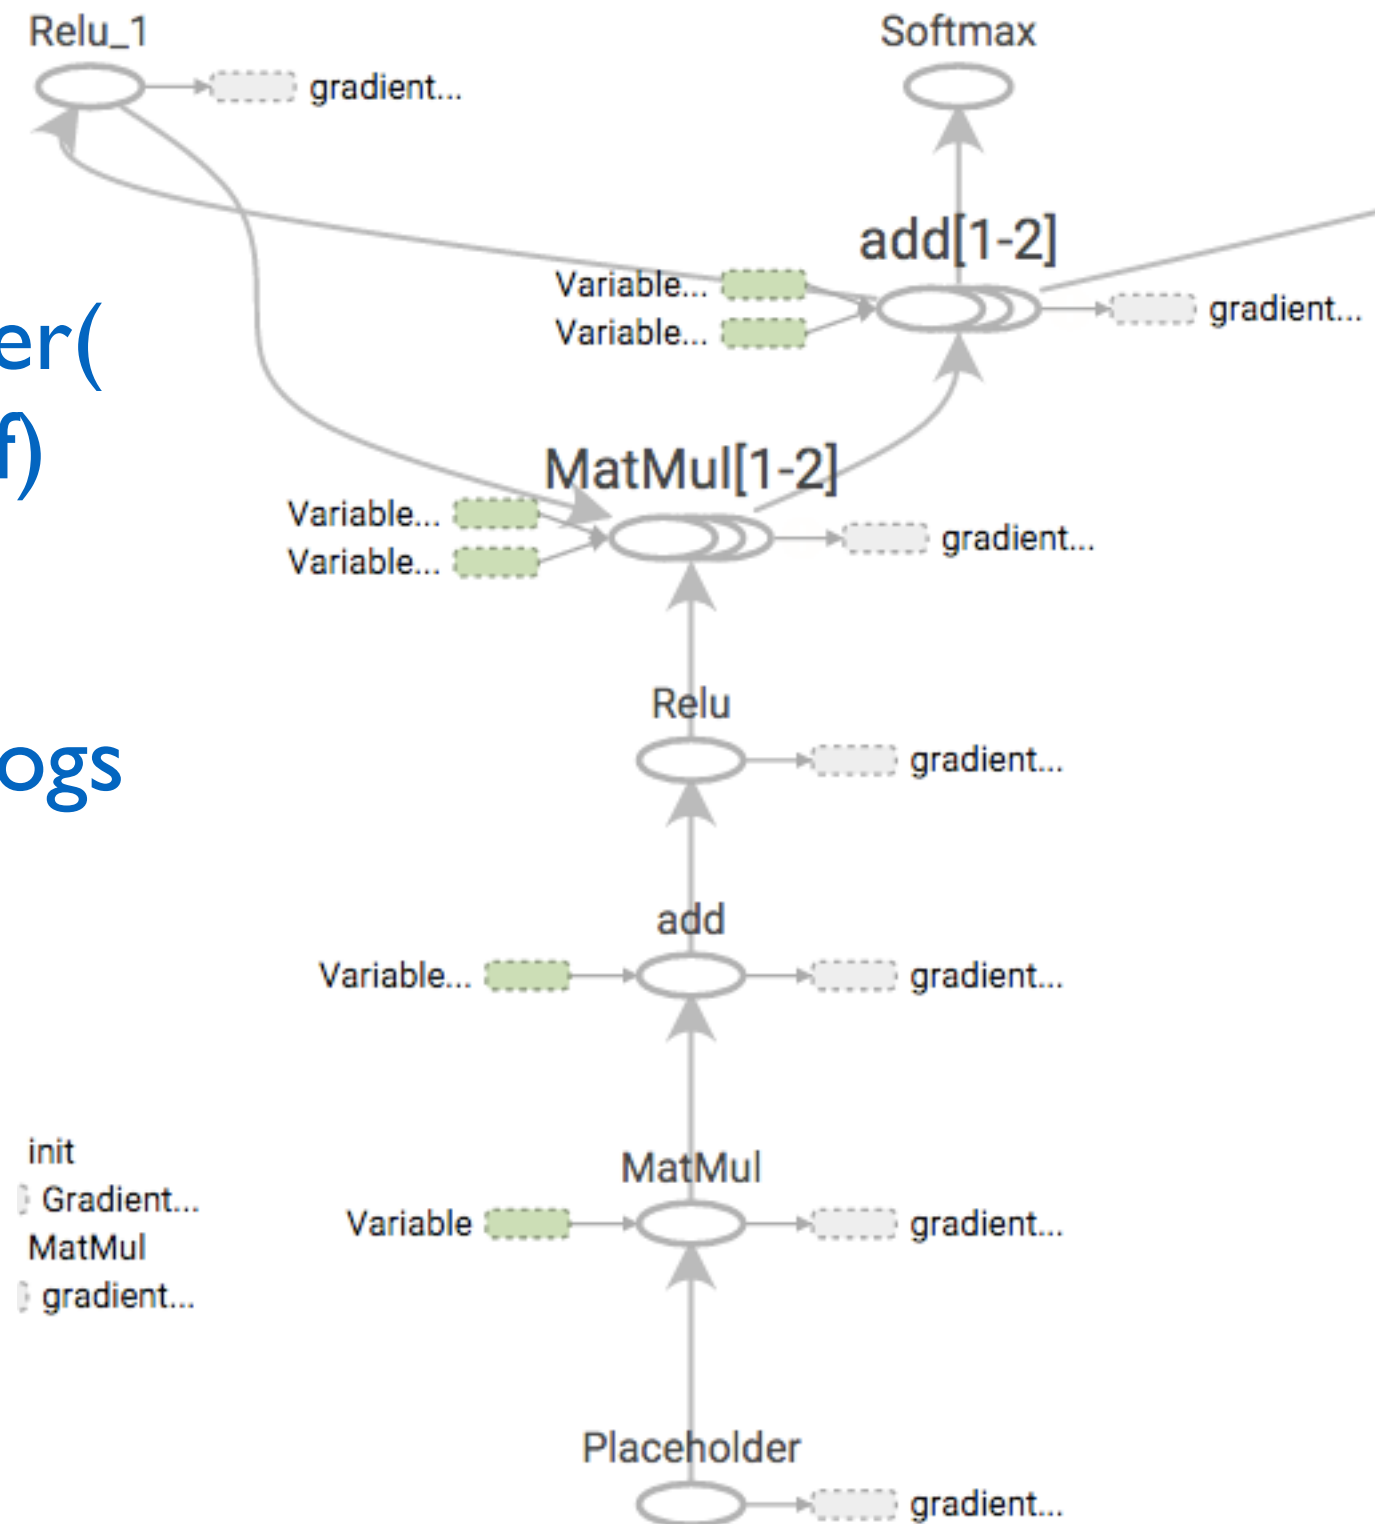 Relu_1
Softmax
gradient...
add[1-2]
Variable...
gradient...
Variable...
er(
f)
MatMul[1-2]
Variable...
gradient...
Variable...
Relu
gradient...
ogs
add
Variable...
gradient...
init
MatMul
Gradient...
Variable
gradient...
MatMul
gradient...
Placeholder
gradient...